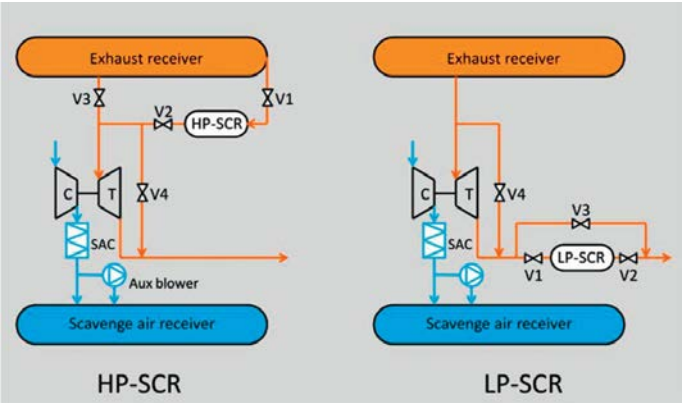 Exhaust receiver
V3
V2
V1
HP-SCR
C
T
V4
SAC
Aux blower
Scavenge air receiver
HP-SCR
Exhaust receiver
C
T
V4
V3
SAC
LP-SCR
V1
V2
Scavenge air receiver
LP-SCR